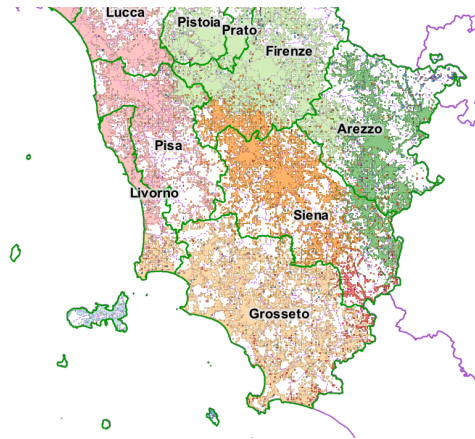 Lucca
Pistoia
Prato
Firenze
Arezzo
Pisa
Livorno
Siena
Grosseto